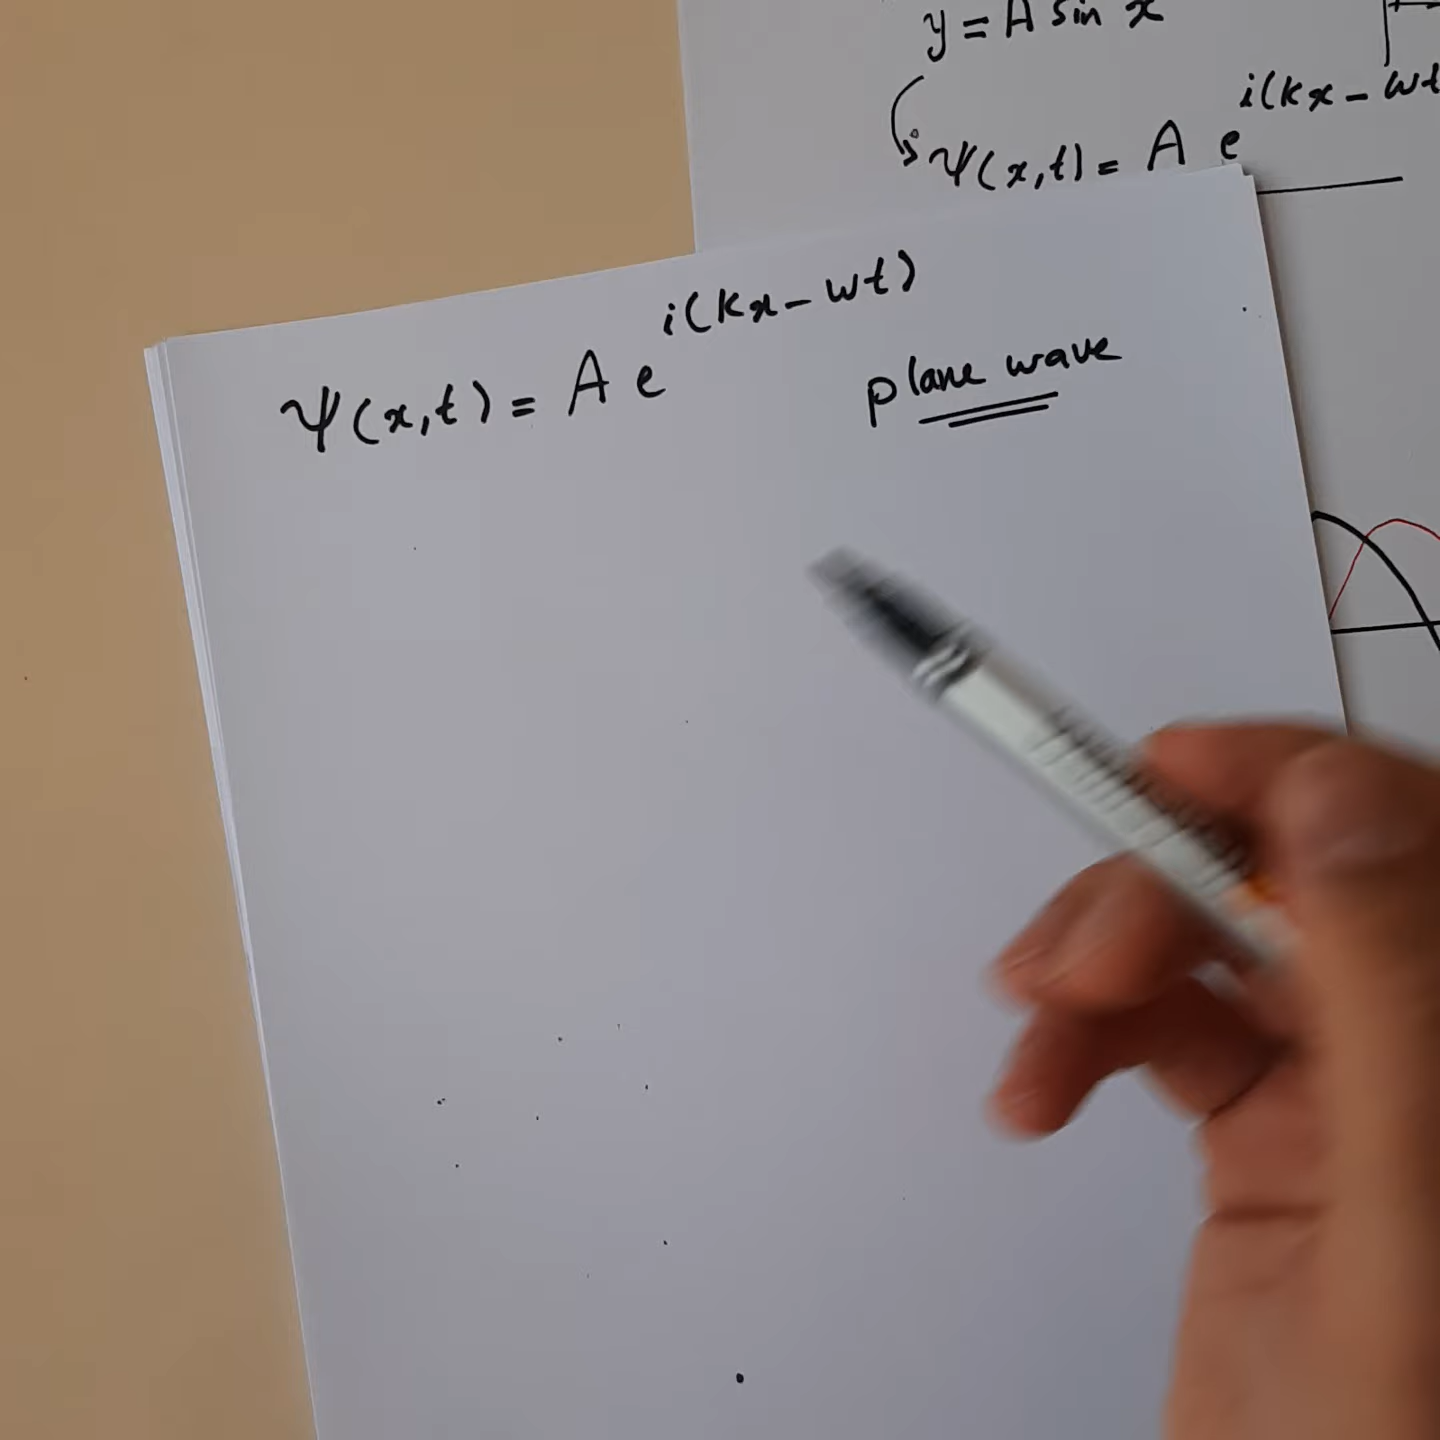 y = A sin x
ψ(x,t) = A e^i(kx - wt
ψ(x,t) = A e^i(kx - wt)
plane wave